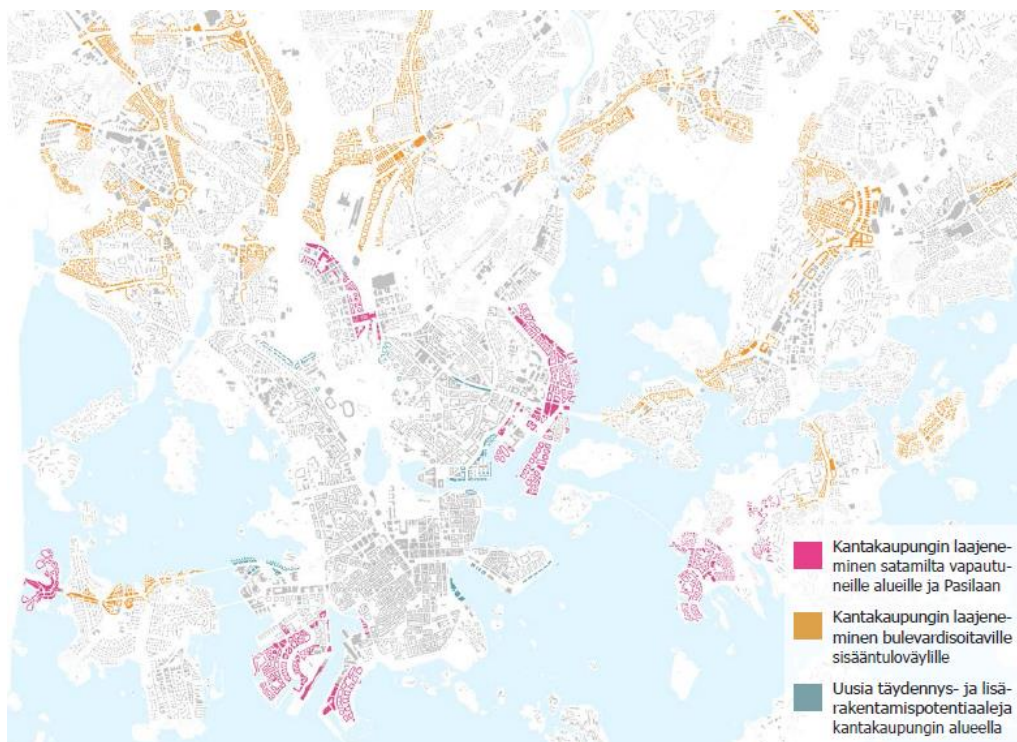 Kantakaupungin laajene-
minen satamilta vapautu-
neille alueille ja Pasilaan
Kantakaupungin laajene-
minen bulevardisoitaville
sisääntuloväylille
Uusia täydennys- ja lisä-
rakentamispotentiaaleja
kantakaupungin alueella